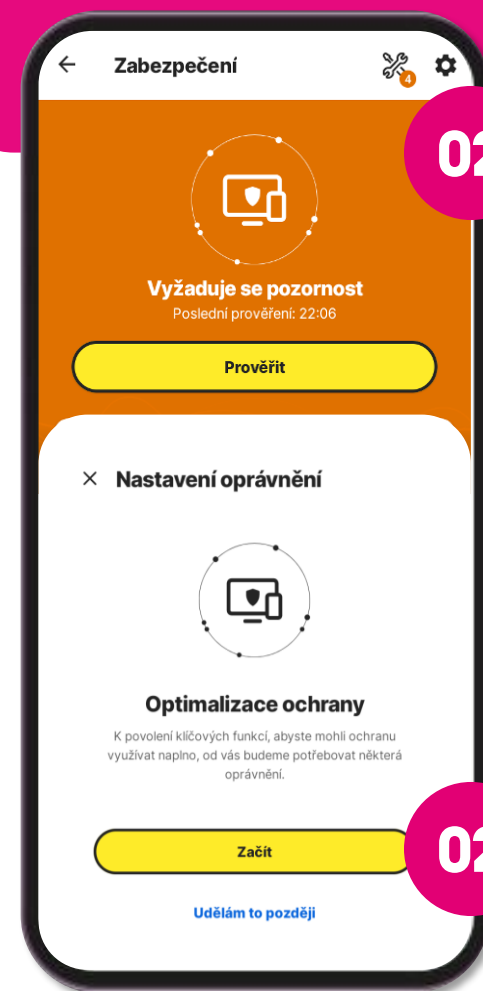 Zabezpečení
4
02
Vyžaduje se pozornost
Poslední prověření: 22:06
Prověřit
Nastavení oprávnění
Optimalizace ochrany
K povolení klíčových funkcí, abyste mohli ochranu
využívat naplno, od vás budeme potřebovat některá
oprávnění.
Začít
02
Udělám to později